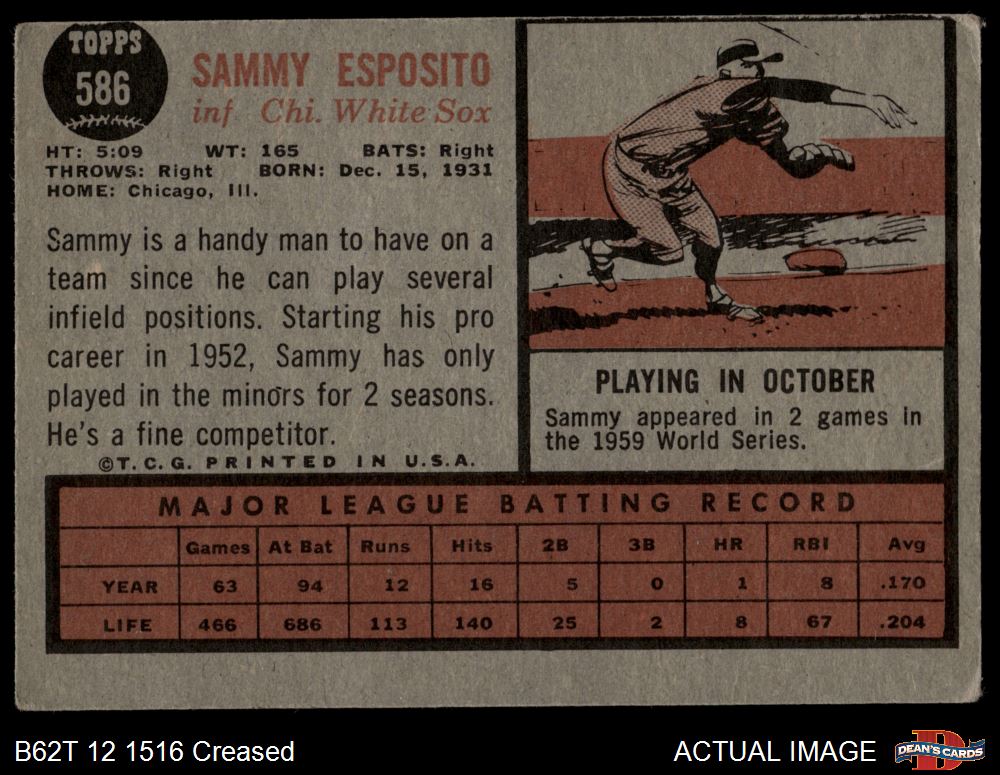 TOPPS
586
SAMMY ESPOSITO
inf Chi. White Sox
HT: 5:09 WT: 165 BATS: Right
THROWS: Right BORN: Dec. 15, 1931
HOME: Chicago, Ill.
Sammy is a handy man to have on a
team since he can play several
infield positions. Starting his pro
career in 1952, Sammy has only
played in the minors for 2 seasons.
He's a fine competitor.
©T.C.G. PRINTED IN U.S.A.
PLAYING IN OCTOBER
Sammy appeared in 2 games in
the 1959 World Series.
MAJOR LEAGUE BATTING RECORD
Games At Bat Runs Hits 2B 3B HR RBI Avg
YEAR 63 94 12 16 5 0 1 8 .170
LIFE 466 686 113 140 25 2 8 67 .204
B62T 12 1516 Creased
ACTUAL IMAGE
DEAN'S CARDS